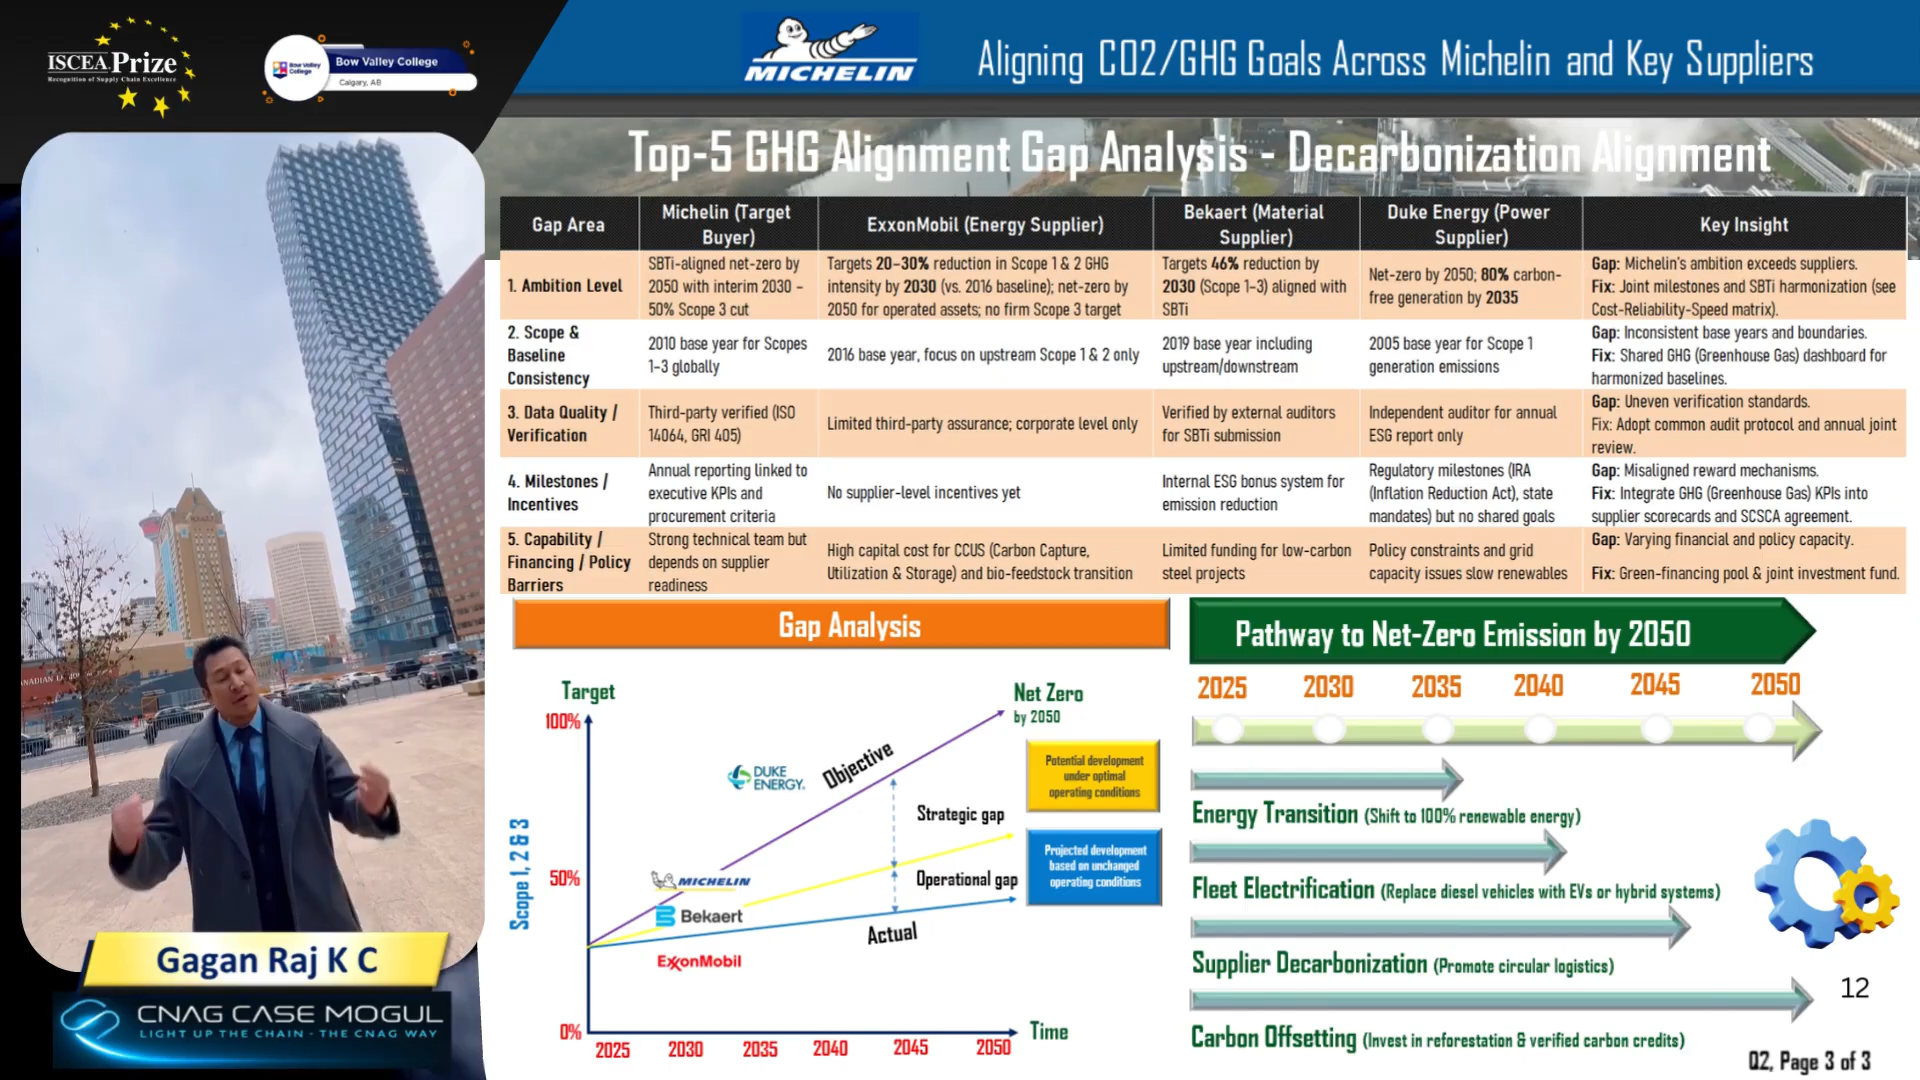 ISCEA Prize
Recognition of Supply Chain Excellence
Bow Valley College
Bow Valley College
Calgary, AB
MICHELIN
Aligning CO2/GHG Goals Across Michelin and Key Suppliers
Top-5 GHG Alignment Gap Analysis - Decarbonization Alignment
Gap Area
Michelin (Target
Buyer)
ExxonMobil (Energy Supplier)
Bekaert (Material
Supplier)
Duke Energy (Power
Supplier)
Key Insight
1. Ambition Level
SBTi-aligned net-zero by
2050 with interim 2030 –
50% Scope 3 cut
Targets 20–30% reduction in Scope 1 & 2 GHG
intensity by 2030 (vs. 2016 baseline); net-zero by
2050 for operated assets; no firm Scope 3 target
Targets 46% reduction by
2030 (Scope 1–3) aligned with
SBTi
Net-zero by 2050; 80% carbon-
free generation by 2035
Gap: Michelin's ambition exceeds suppliers.
Fix: Joint milestones and SBTi harmonization (see
Cost-Reliability-Speed matrix).
2. Scope &
Baseline
Consistency
2010 base year for Scopes
1–3 globally
2016 base year, focus on upstream Scope 1 & 2 only
2019 base year including
upstream/downstream
2005 base year for Scope 1
generation emissions
Gap: Inconsistent base years and boundaries.
Fix: Shared GHG (Greenhouse Gas) dashboard for
harmonized baselines.
3. Data Quality /
Verification
Third-party verified (ISO
14064, GRI 405)
Limited third-party assurance; corporate level only
Verified by external auditors
for SBTi submission
Independent auditor for annual
ESG report only
Gap: Uneven verification standards.
Fix: Adopt common audit protocol and annual joint
review.
4. Milestones /
Incentives
Annual reporting linked to
executive KPIs and
procurement criteria
No supplier-level incentives yet
Internal ESG bonus system for
emission reduction
Regulatory milestones (IRA
(Inflation Reduction Act), state
mandates) but no shared goals
Gap: Misaligned reward mechanisms.
Fix: Integrate GHG (Greenhouse Gas) KPIs into
supplier scorecards and SCSCA agreement.
5. Capability /
Financing / Policy
Barriers
Strong technical team but
depends on supplier
readiness
High capital cost for CCUS (Carbon Capture,
Utilization & Storage) and bio-feedstock transition
Limited funding for low-carbon
steel projects
Policy constraints and grid
capacity issues slow renewables
Gap: Varying financial and policy capacity.
Fix: Green-financing pool & joint investment fund.
Gap Analysis
Target
100%
50%
0%
Scope 1, 2 & 3
DUKE
ENERGY.
Objective
Net Zero
by 2050
Potential development
under optimal
operating conditions
Strategic gap
Projected development
based on unchanged
operating conditions
Operational gap
MICHELIN
Bekaert
ExxonMobil
Actual
Time
2025
2030
2035
2040
2045
2050
Pathway to Net-Zero Emission by 2050
2025
2030
2035
2040
2045
2050
Energy Transition (Shift to 100% renewable energy)
Fleet Electrification (Replace diesel vehicles with EVs or hybrid systems)
Supplier Decarbonization (Promote circular logistics)
Carbon Offsetting (Invest in reforestation & verified carbon credits)
12
Q2, Page 3 of 3
Gagan Raj K C
CNAG CASE MOGUL
LIGHT UP THE CHAIN - THE CNAG WAY